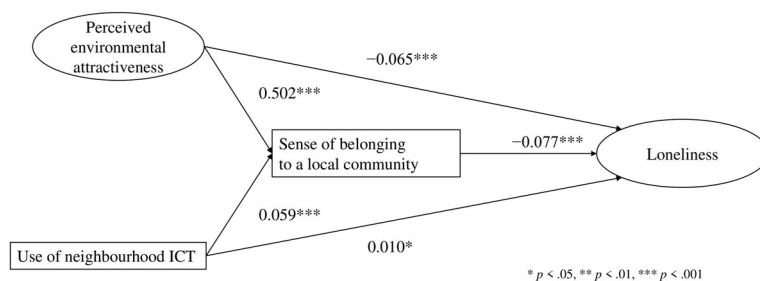 Perceived
environmental
attractiveness
−0.065***
0.502***
Sense of belonging
to a local community
−0.077***
Loneliness
0.059***
Use of neighbourhood ICT
0.010*
* p < .05, ** p < .01, *** p < .001